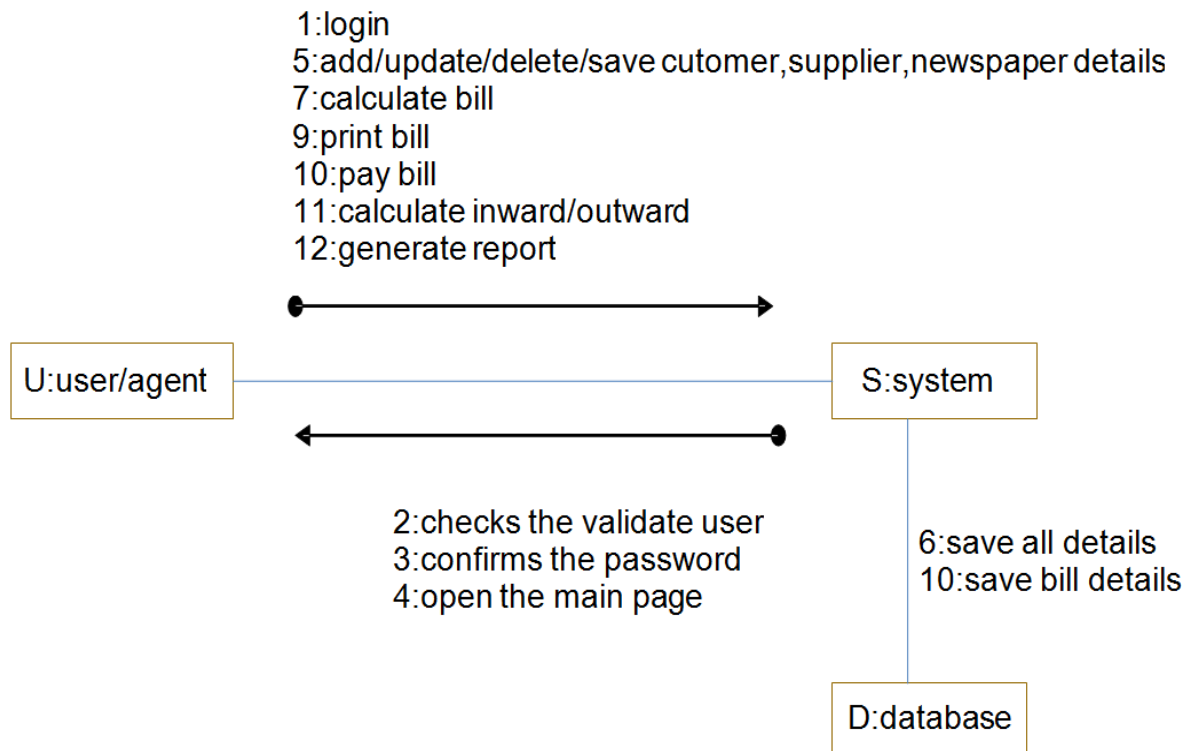 1:login
5:add/update/delete/save cutomer,supplier,newspaper details
7:calculate bill
9:print bill
10:pay bill
11:calculate inward/outward
12:generate report
U:user/agent
S:system
2:checks the validate user
3:confirms the password
4:open the main page
6:save all details
10:save bill details
D:database